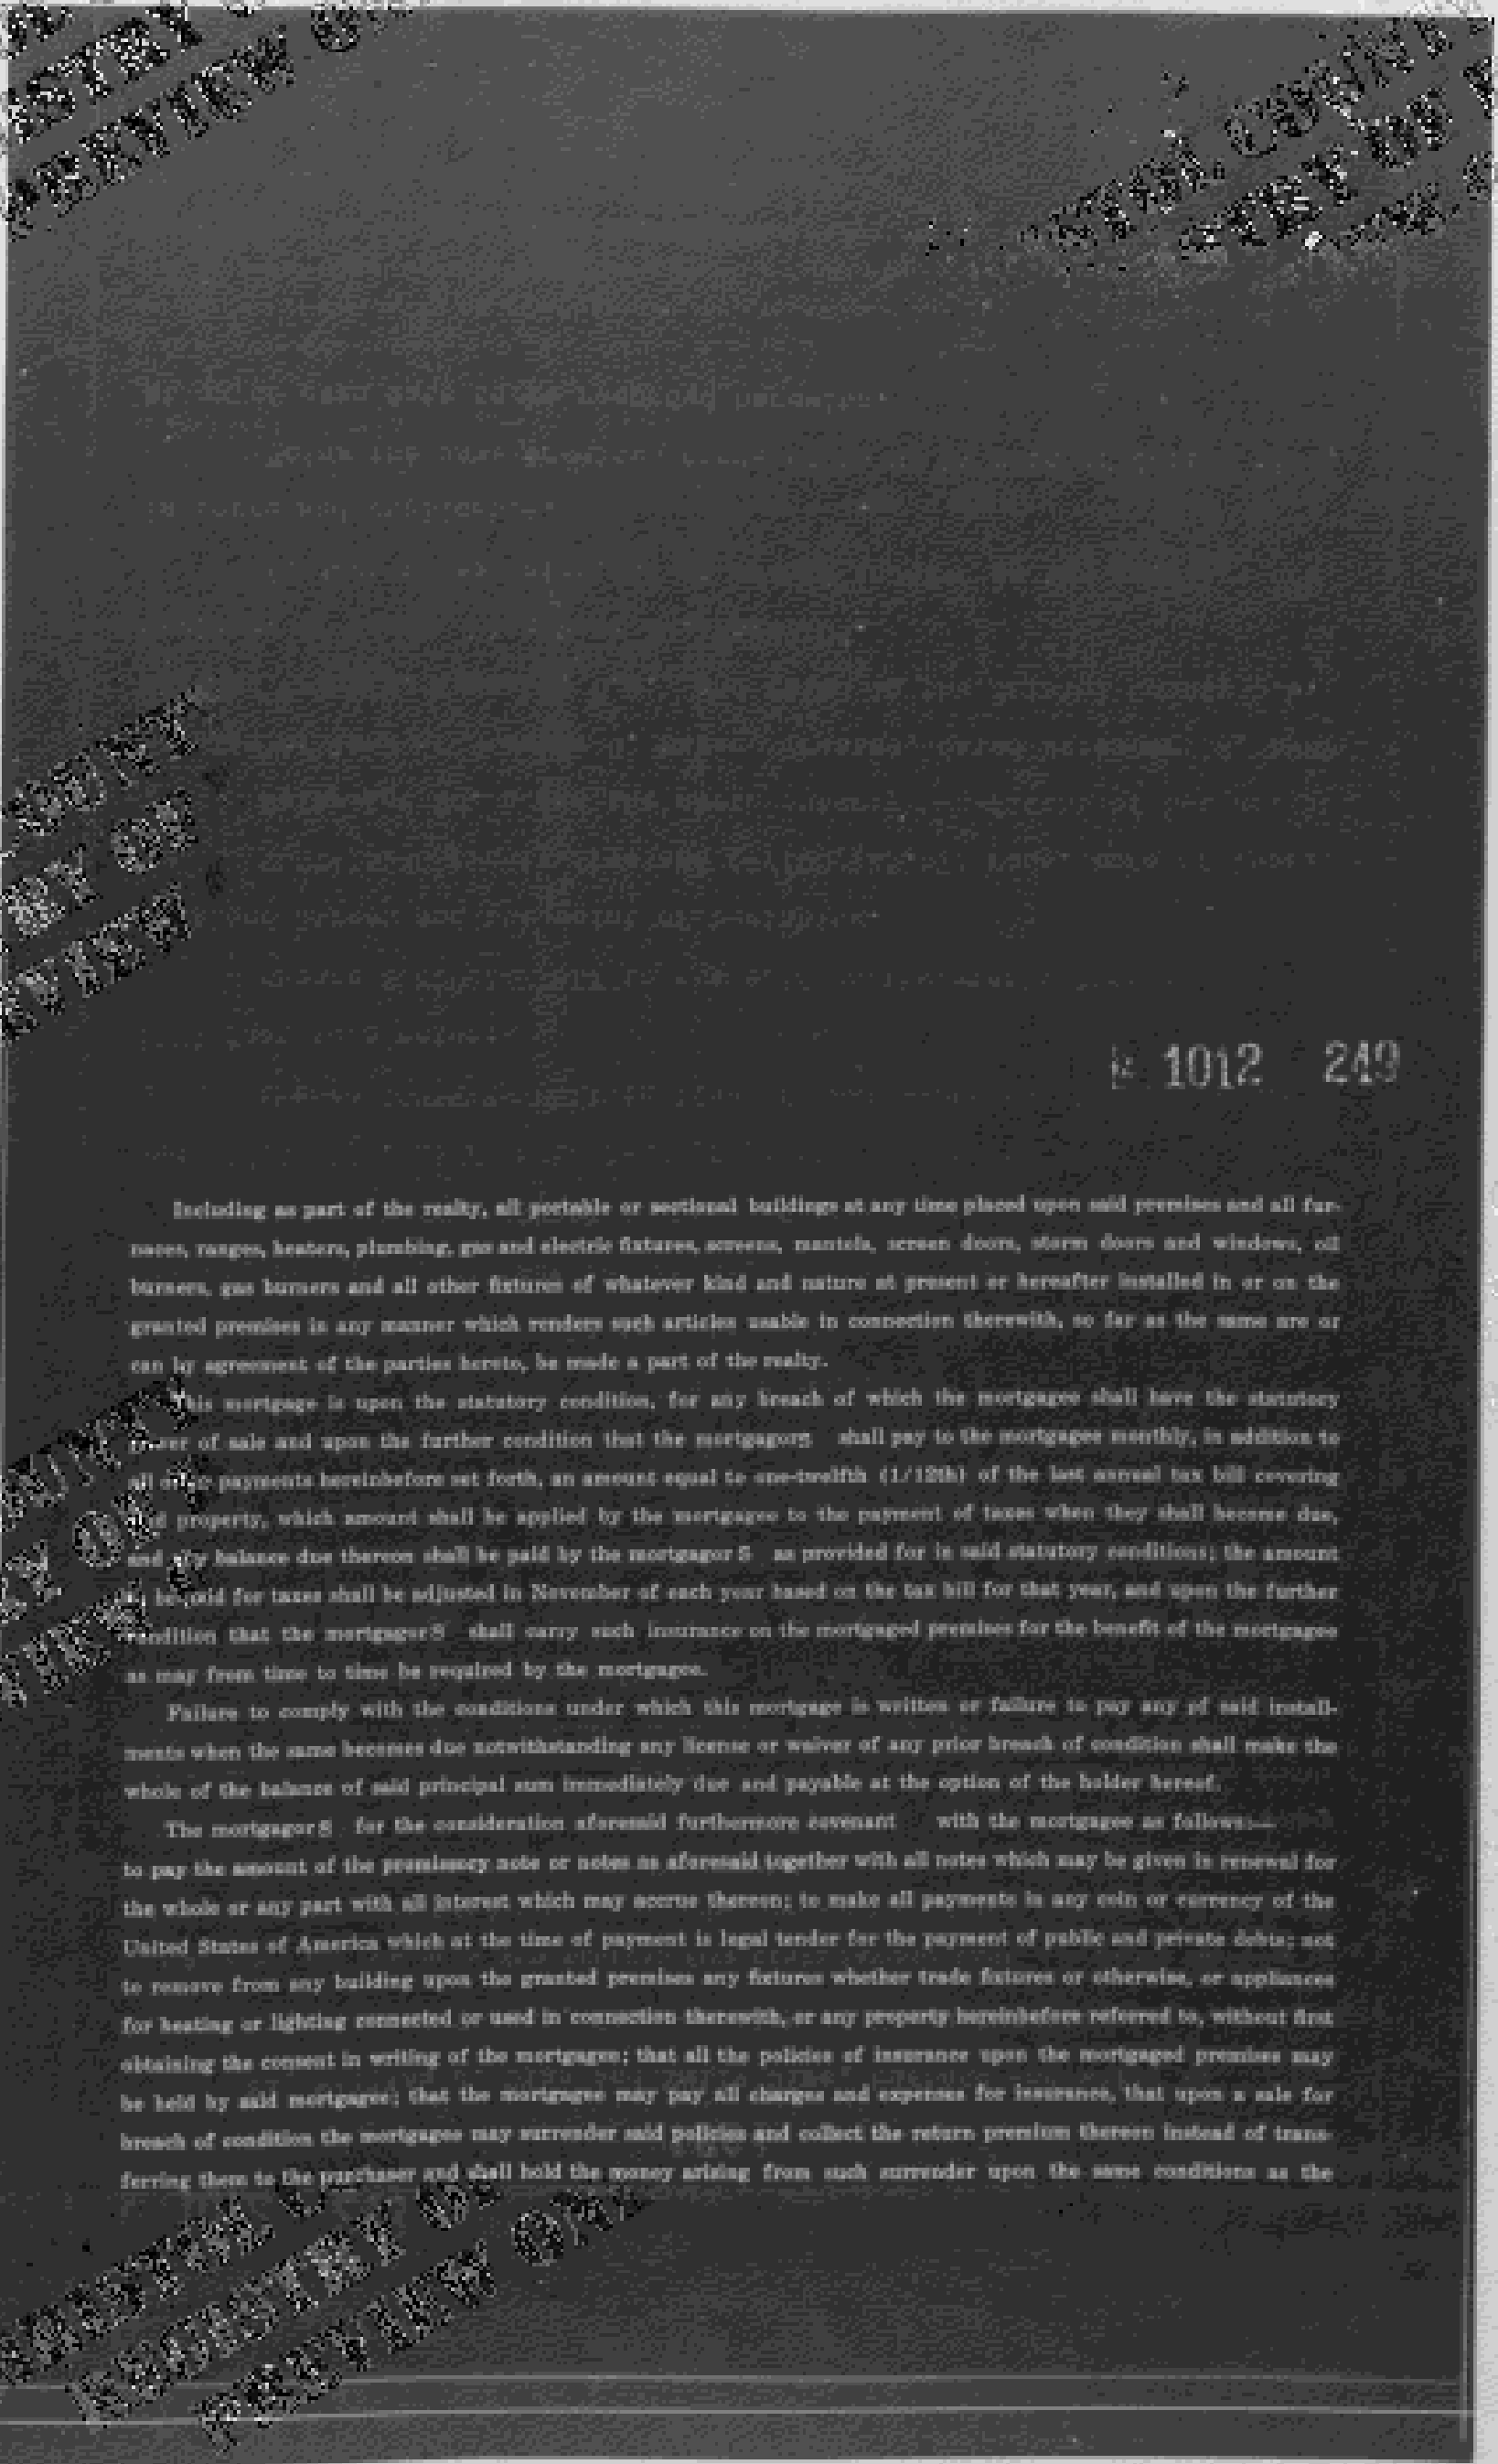 1012 249
Including as part of the realty, all portable or sectional buildings at any time placed upon said premises and all fur-
naces, ranges, heaters, plumbing, gas and electric fixtures, screens, mantels, screen doors, storm doors and windows, oil
burners, gas burners and all other fixtures of whatever kind and nature at present or hereafter installed in or on the
granted premises in any manner which renders such articles usable in connection therewith, so far as the same are or
can by agreement of the parties hereto, be made a part of the realty.
This mortgage is upon the statutory condition, for any breach of which the mortgagee shall have the statutory
power of sale and upon the further condition that the mortgagors shall pay to the mortgagee monthly, in addition to
all other payments hereinbefore set forth, an amount equal to one-twelfth (1/12th) of the last annual tax bill covering
said property, which amount shall be applied by the mortgagee to the payment of taxes when they shall become due,
and any balance due thereon shall be paid by the mortgagor S as provided for in said statutory conditions; the amount
to be paid for taxes shall be adjusted in November of each year based on the tax bill for that year, and upon the further
condition that the mortgagor S shall carry such insurance on the mortgaged premises for the benefit of the mortgagee
as may from time to time be required by the mortgagee.
Failure to comply with the conditions under which this mortgage is written or failure to pay any of said install-
ments when the same becomes due notwithstanding any license or waiver of any prior breach of condition shall make the
whole of the balance of said principal sum immediately due and payable at the option of the holder hereof.
The mortgagor S for the consideration aforesaid furthermore covenant with the mortgagee as follows:—
to pay the amount of the promissory note or notes as aforesaid together with all notes which may be given in renewal for
the whole or any part with all interest which may accrue thereon; to make all payments in any coin or currency of the
United States of America which at the time of payment is legal tender for the payment of public and private debts; not
to remove from any building upon the granted premises any fixtures whether trade fixtures or otherwise, or appliances
for heating or lighting connected or used in connection therewith, or any property hereinbefore referred to, without first
obtaining the consent in writing of the mortgagee; that all the policies of insurance upon the mortgaged premises may
be held by said mortgagee; that the mortgagee may pay all charges and expenses for insurance, that upon a sale for
breach of condition the mortgagee may surrender said policies and collect the return premium thereon instead of trans-
ferring them to the purchaser and shall hold the money arising from such surrender upon the same conditions as the
REGISTRY
PREVIEW